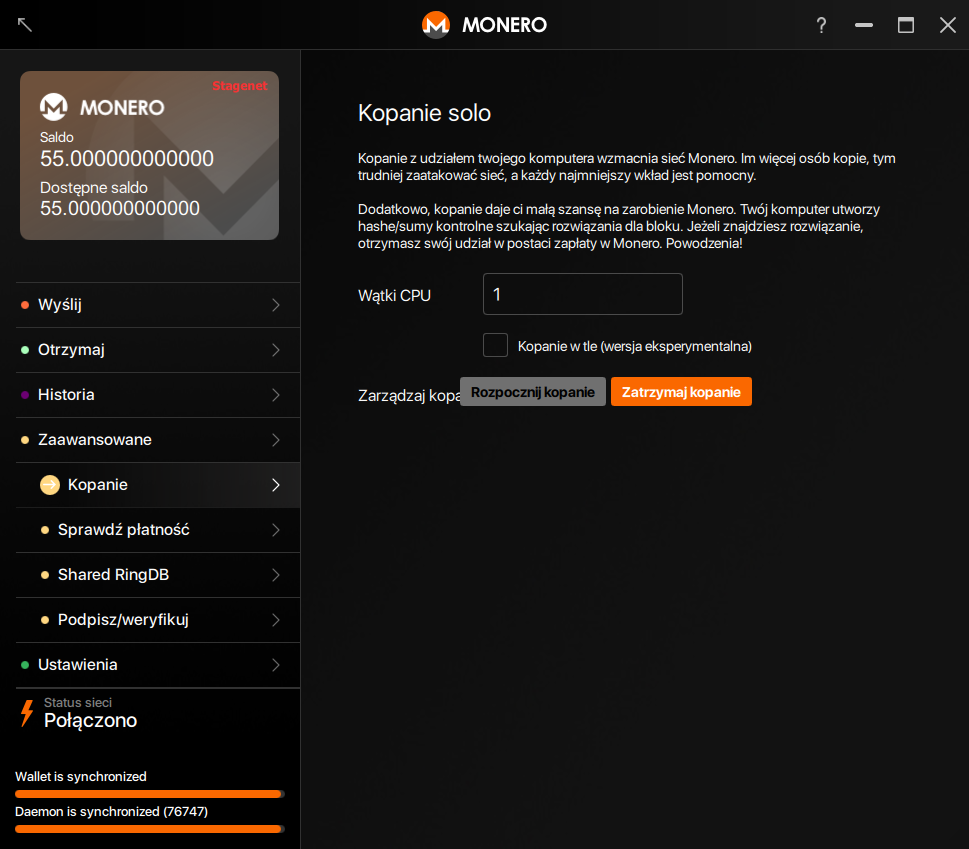 MONERO
?
Stagenet
MONERO
Saldo
55.000000000000
Dostępne saldo
55.000000000000
Wyślij
Otrzymaj
Historia
Zaawansowane
Kopanie
Sprawdź płatność
Shared RingDB
Podpisz/weryfikuj
Ustawienia
Status sieci
Połączono
Wallet is synchronized
Daemon is synchronized (76747)
Kopanie solo
Kopanie z udziałem twojego komputera wzmacnia sieć Monero. Im więcej osób kopie, tym
trudniej zaatakować sieć, a każdy najmniejszy wkład jest pomocny.
Dodatkowo, kopanie daje ci małą szansę na zarobienie Monero. Twój komputer utworzy
hashe/sumy kontrolne szukając rozwiązania dla bloku. Jeżeli znajdziesz rozwiązanie,
otrzymasz swój udział w postaci zapłaty w Monero. Powodzenia!
Wątki CPU
1
Kopanie w tle (wersja eksperymentalna)
Zarządzaj kopa
Rozpocznij kopanie
Zatrzymaj kopanie